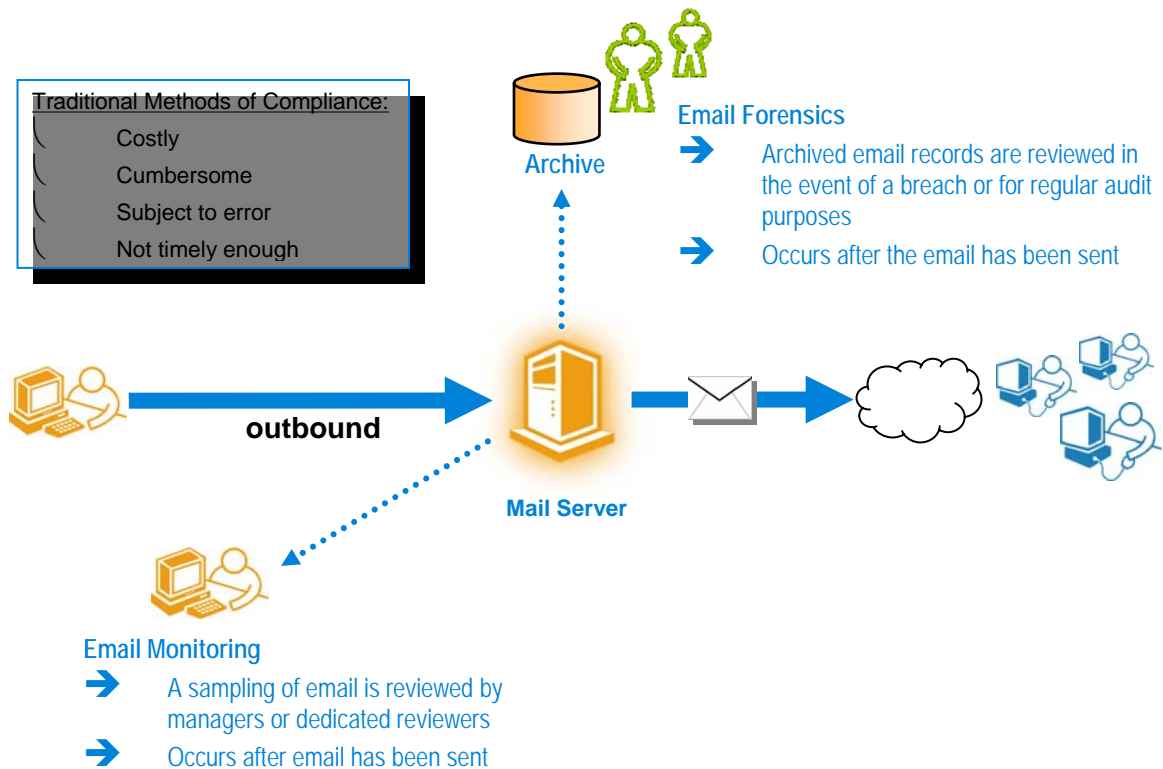 Traditional Methods of Compliance:
Costly
Cumbersome
Subject to error
Not timely enough
Archive
Email Forensics
Archived email records are reviewed in
the event of a breach or for regular audit
purposes
Occurs after the email has been sent
outbound
Mail Server
Email Monitoring
A sampling of email is reviewed by
managers or dedicated reviewers
Occurs after email has been sent